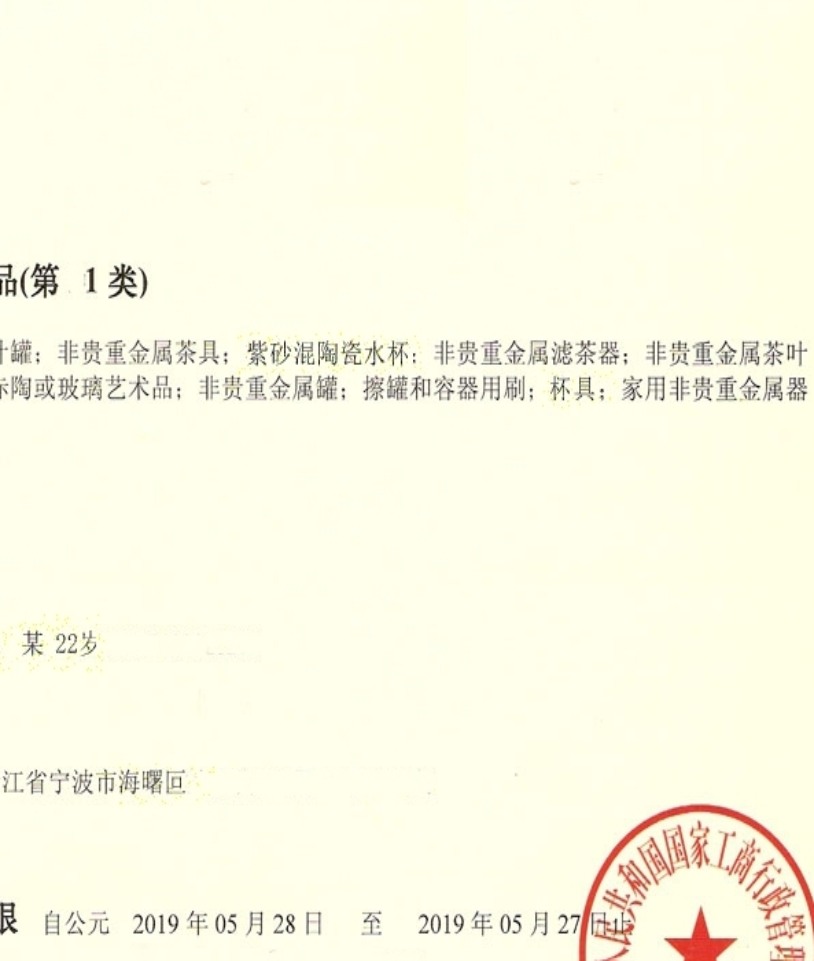 品(第 1 类)
叶罐；非贵重金属茶具；紫砂混陶瓷水杯；非贵重金属滤茶器；非贵重金属茶叶
赤陶或玻璃艺术品；非贵重金属罐；擦罐和容器用刷；杯具；家用非贵重金属器
某 22岁
江省宁波市海曙叵
限 自公元 2019 年 05 月 28 日 至 2019 年 05 月 27 日止
人民共和国国家工商行政管理